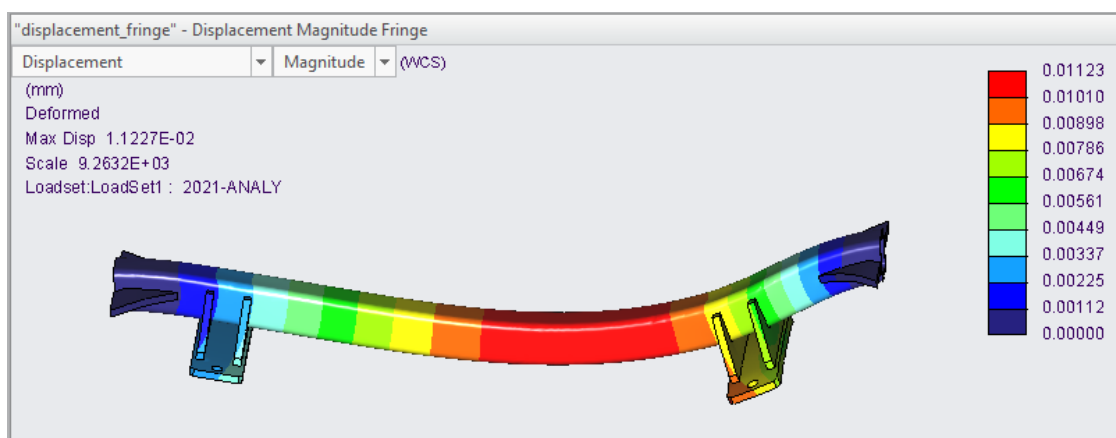 "displacement_fringe" - Displacement Magnitude Fringe
Displacement Magnitude (WCS)
(mm)
Deformed
Max Disp 1.1227E-02
Scale 9.2632E+03
Loadset:LoadSet1 : 2021-ANALY
0.01123
0.01010
0.00898
0.00786
0.00674
0.00561
0.00449
0.00337
0.00225
0.00112
0.00000